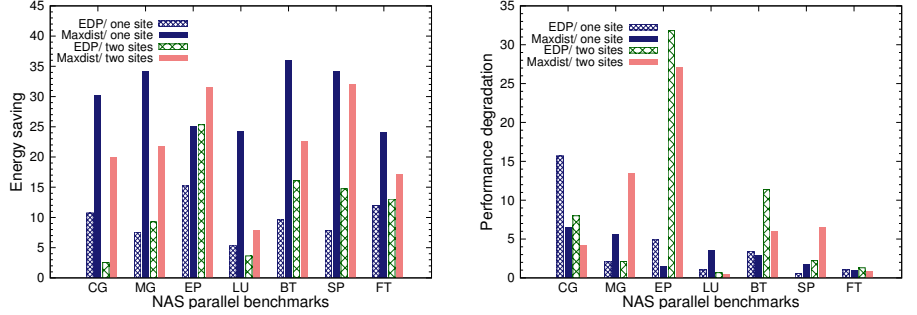 45
40
35
30
25
20
15
10
5
0
Energy saving
EDP/ one site
Maxdist/ one site
EDP/ two sites
Maxdist/ two sites
CG MG EP LU BT SP FT
NAS parallel benchmarks
35
30
25
20
15
10
5
0
Performance degradation
EDP/ one site
Maxdist/ one site
EDP/ two sites
Maxdist/ two sites
CG MG EP LU BT SP FT
NAS parallel benchmarks